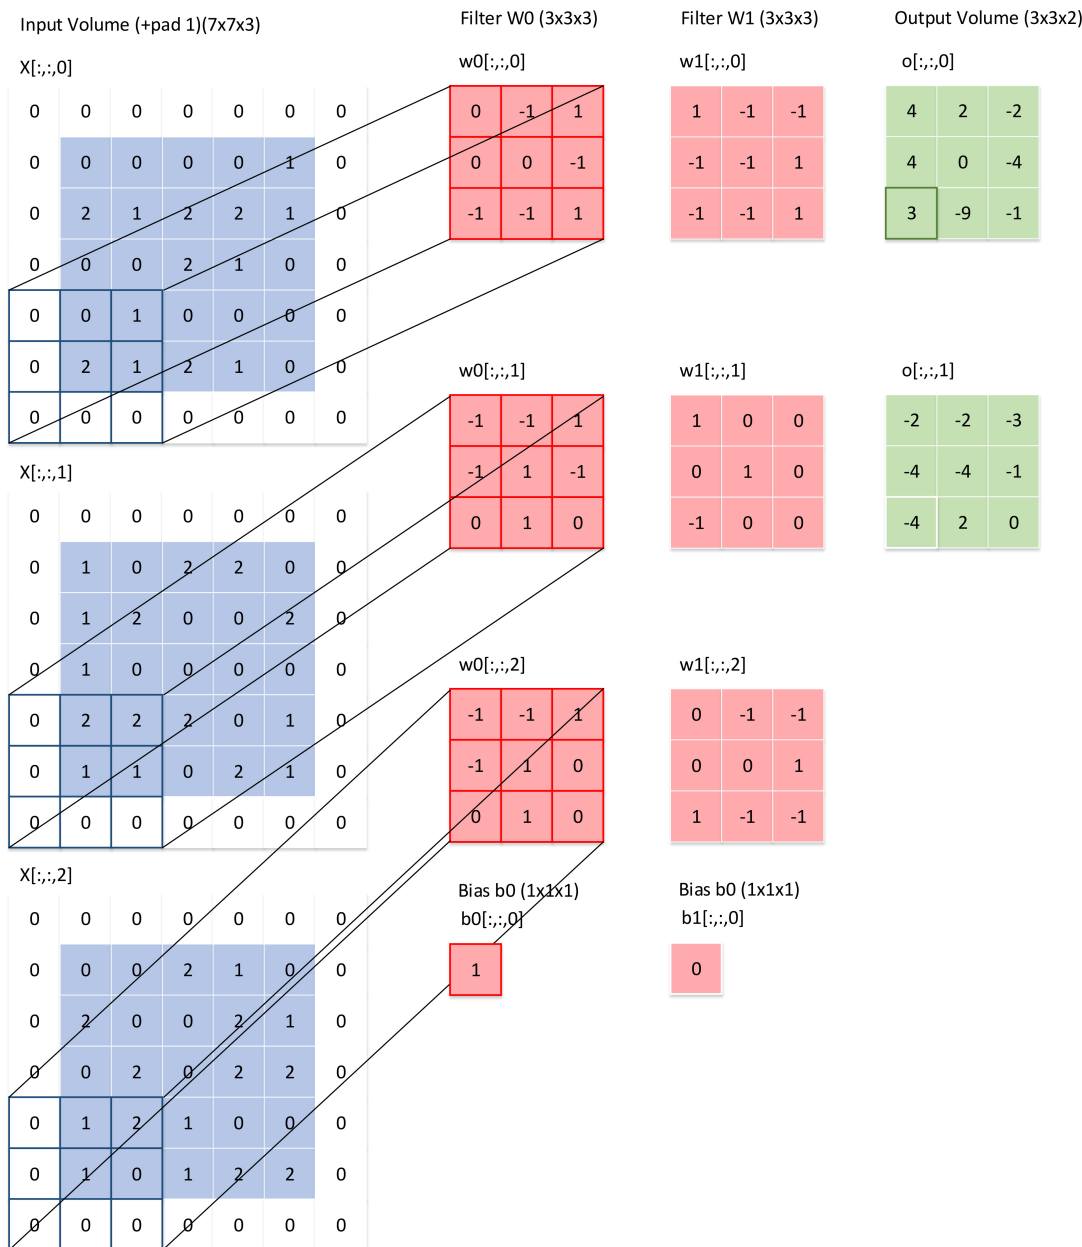 Input Volume (+pad 1)(7x7x3)
Filter W0 (3x3x3)
Filter W1 (3x3x3)
Output Volume (3x3x2)
X[:,:,0]
0 0 0 0 0 0 0
0 0 0 0 0 1 0
0 2 1 2 2 1 0
0 0 0 2 1 0 0
0 0 1 0 0 0 0
0 2 1 2 1 0 0
0 0 0 0 0 0 0
w0[:,:,0]
0 -1 1
0 0 -1
-1 -1 1
w1[:,:,0]
1 -1 -1
-1 -1 1
-1 -1 1
o[:,:,0]
4 2 -2
4 0 -4
3 -9 -1
X[:,:,1]
0 0 0 0 0 0 0
0 1 0 2 2 0 0
0 1 2 0 0 2 0
0 1 0 0 0 0 0
0 2 2 2 0 1 0
0 1 1 0 2 1 0
0 0 0 0 0 0 0
w0[:,:,1]
-1 -1 1
-1 1 -1
0 1 0
w1[:,:,1]
1 0 0
0 1 0
-1 0 0
o[:,:,1]
-2 -2 -3
-4 -4 -1
-4 2 0
X[:,:,2]
0 0 0 0 0 0 0
0 0 0 2 1 0 0
0 2 0 0 2 1 0
0 0 2 0 2 2 0
0 1 2 1 0 0 0
0 1 0 1 2 2 0
0 0 0 0 0 0 0
w0[:,:,2]
-1 -1 1
-1 1 0
0 1 0
w1[:,:,2]
0 -1 -1
0 0 1
1 -1 -1
Bias b0 (1x1x1)
b0[:,:,0]
1
Bias b0 (1x1x1)
b1[:,:,0]
0